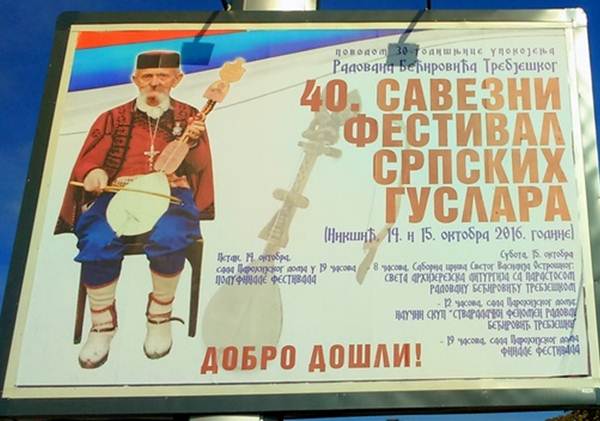 поводом 30-годишњице упокојења
Радована Бећировића Требјешког
40. САВЕЗНИ
ФЕСТИВАЛ
СРПСКИХ
ГУСЛАРА
(Никшић, 14. и 15. октобра 2016. године)
Петак, 14. октобра,
сала Парохијског дома у 19 часова -
ПОЛУФИНАЛЕ ФЕСТИВАЛА
Субота, 15. октобра
8 часова, Саборна црква Светог Василија Острошког:
СВЕТА АРХИЈЕРЕЈСКА ЛИТУРГИЈА СА ПАРАСТОСОМ
РАДОВАНУ БЕЋИРОВИЋУ ТРЕБЈЕШКОМ
- 12 часова, сала Парохијског дома,
НАУЧНИ СКУП "СТВАРАЛАЧКИ ФЕНОМЕН РАДОВАН
БЕЋИРОВИЋ ТРЕБЈЕШКИ"
- 19 часова, сала Парохијског дома
ФИНАЛЕ ФЕСТИВАЛА
ДОБРО ДОШЛИ!